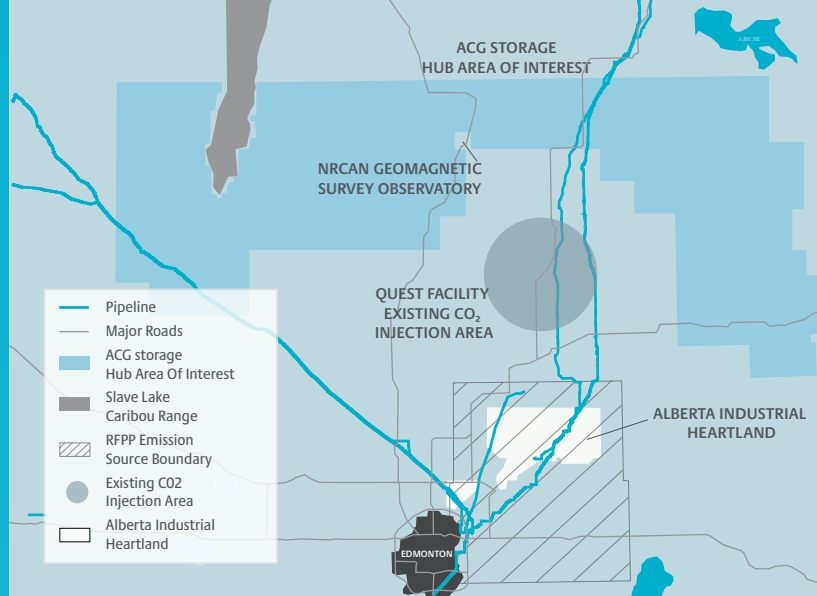 ACG STORAGE
HUB AREA OF INTEREST
NRCAN GEOMAGNETIC
SURVEY OBSERVATORY
QUEST FACILITY
EXISTING CO₂
INJECTION AREA
Pipeline
Major Roads
ACG storage
Hub Area Of Interest
Slave Lake
Caribou Range
RFPP Emission
Source Boundary
Existing CO2
Injection Area
Alberta Industrial
Heartland
ALBERTA INDUSTRIAL
HEARTLAND
EDMONTON